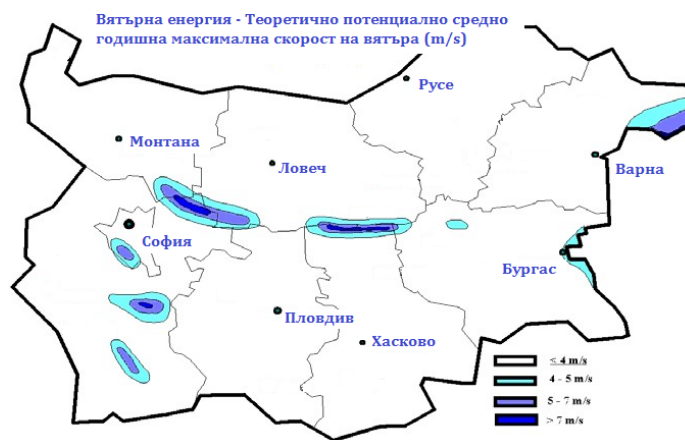 Вятърна енергия - Теоретично потенциално средно
годишна максимална скорост на вятъра (m/s)
Русе
Монтана
Ловеч
Варна
София
Бургас
Пловдив
Хасково
≤ 4 m/s
4 - 5 m/s
5 - 7 m/s
> 7 m/s